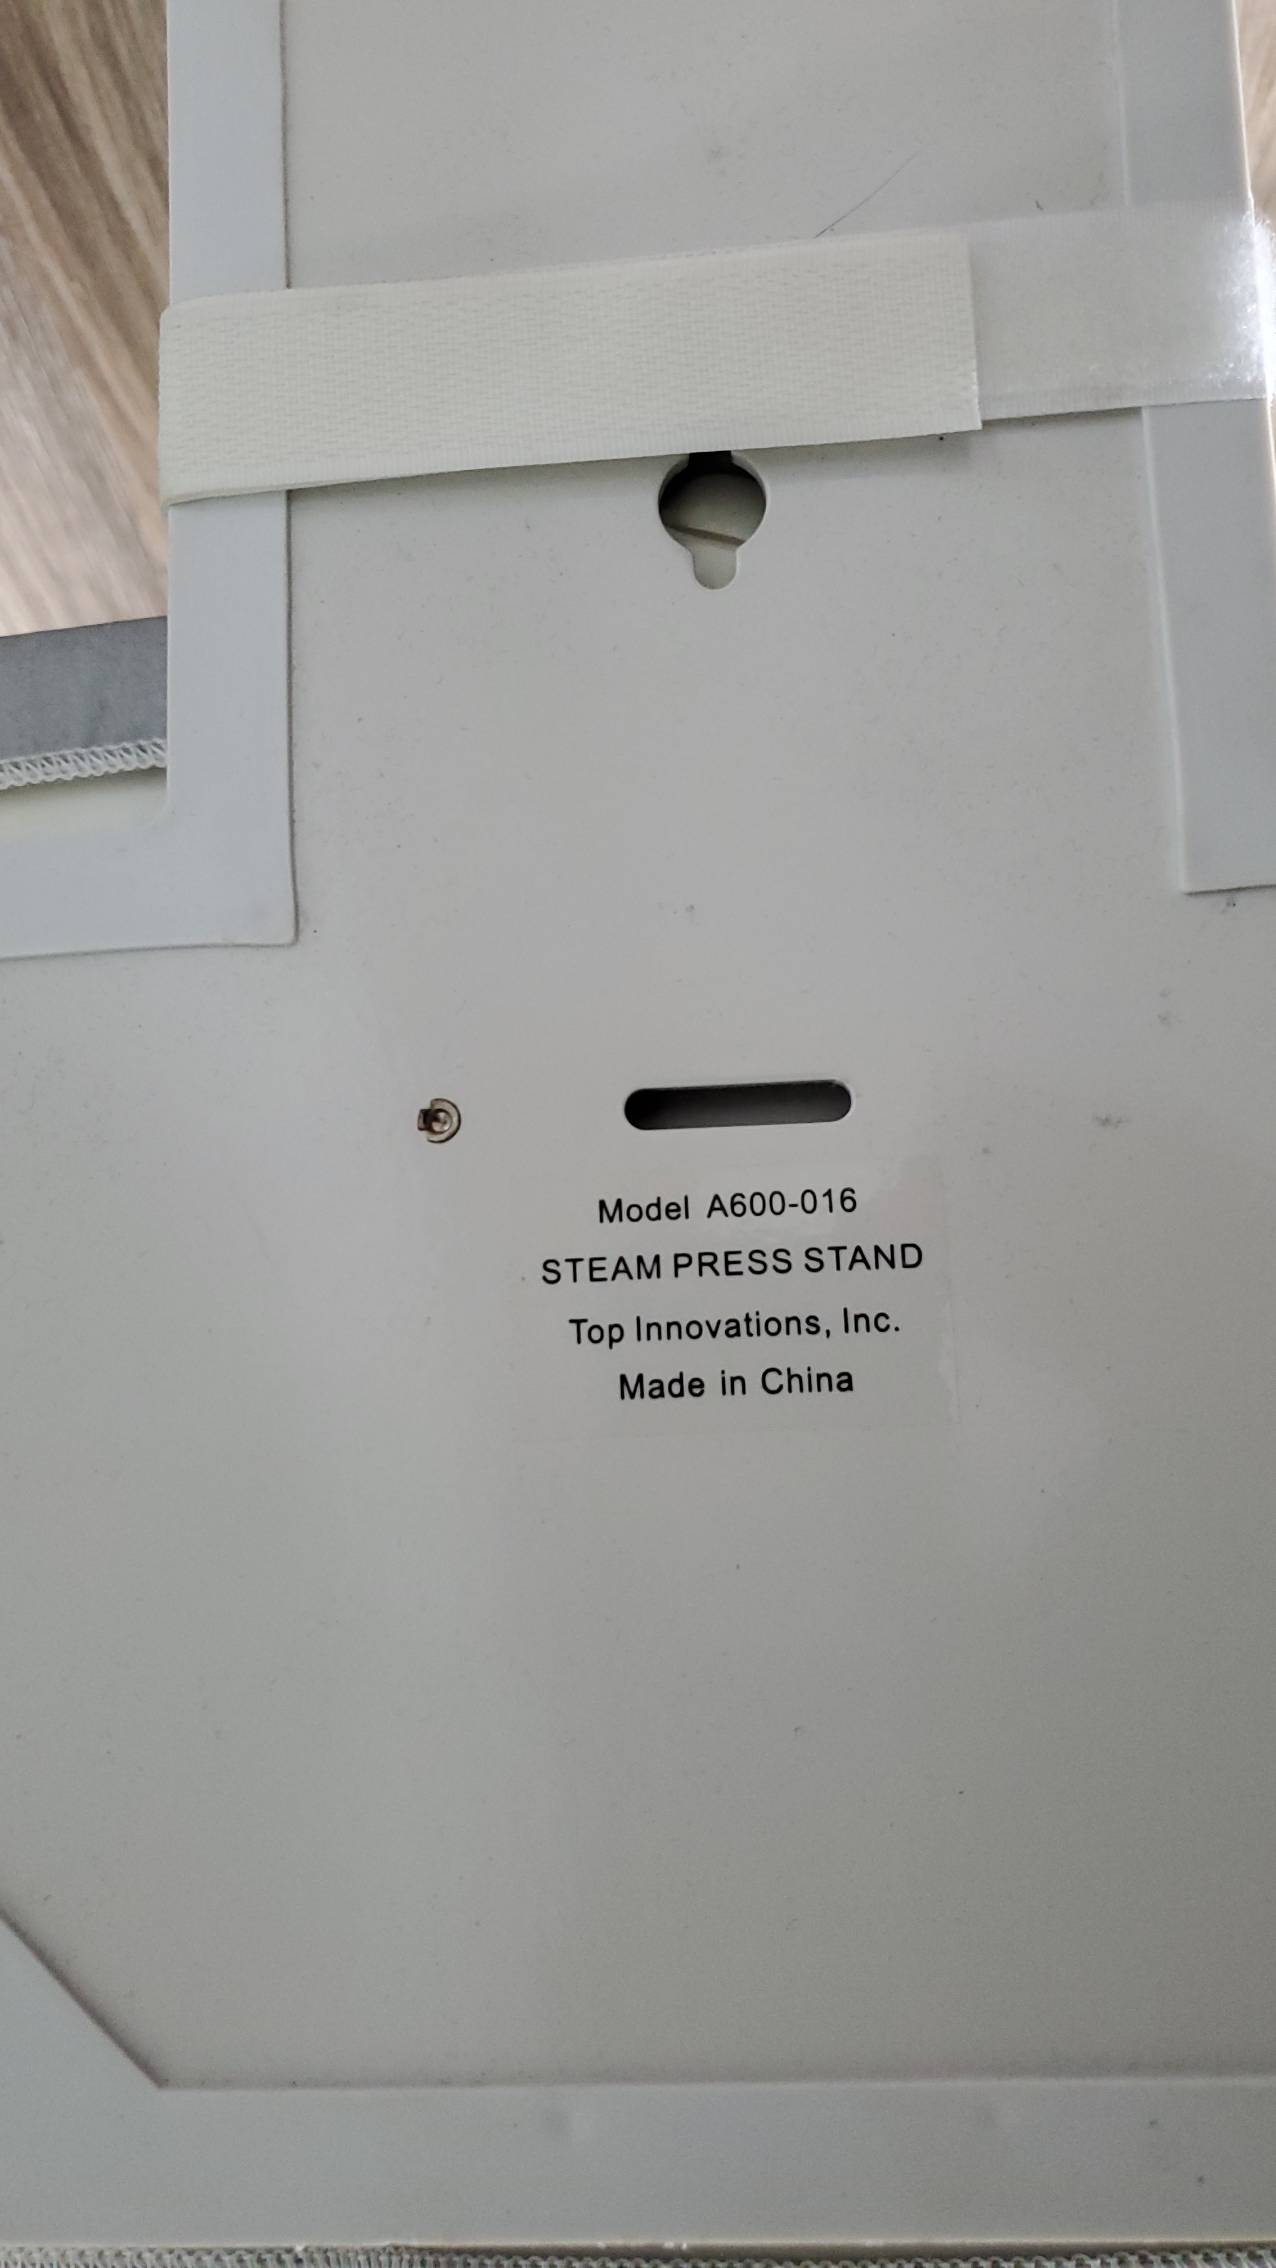 Model A600-016
STEAM PRESS STAND
Top Innovations, Inc.
Made in China